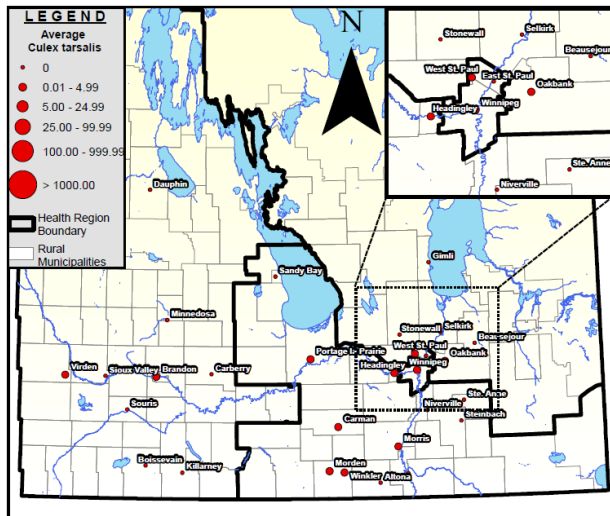 LEGEND
Average
Culex tarsalis
0
0.01 - 4.99
5.00 - 24.99
25.00 - 99.99
100.00 - 999.99
> 1000.00
Health Region
Boundary
Rural
Municipalities
N
Stonewall
Selkirk
Beausejour
West St. Paul
East St. Paul
Oakbank
Headingley
Winnipeg
Ste. Anne
Niverville
Dauphin
Gimli
Sandy Bay
Minnedosa
Stonewall
Selkirk
Beausejour
Portage la Prairie
West St. Paul
Oakbank
Virden
Sioux Valley
Brandon
Carberry
Headingley
Winnipeg
Souris
Niverville
Ste. Anne
Steinbach
Carman
Morris
Boissevain
Killarney
Morden
Winkler
Altona